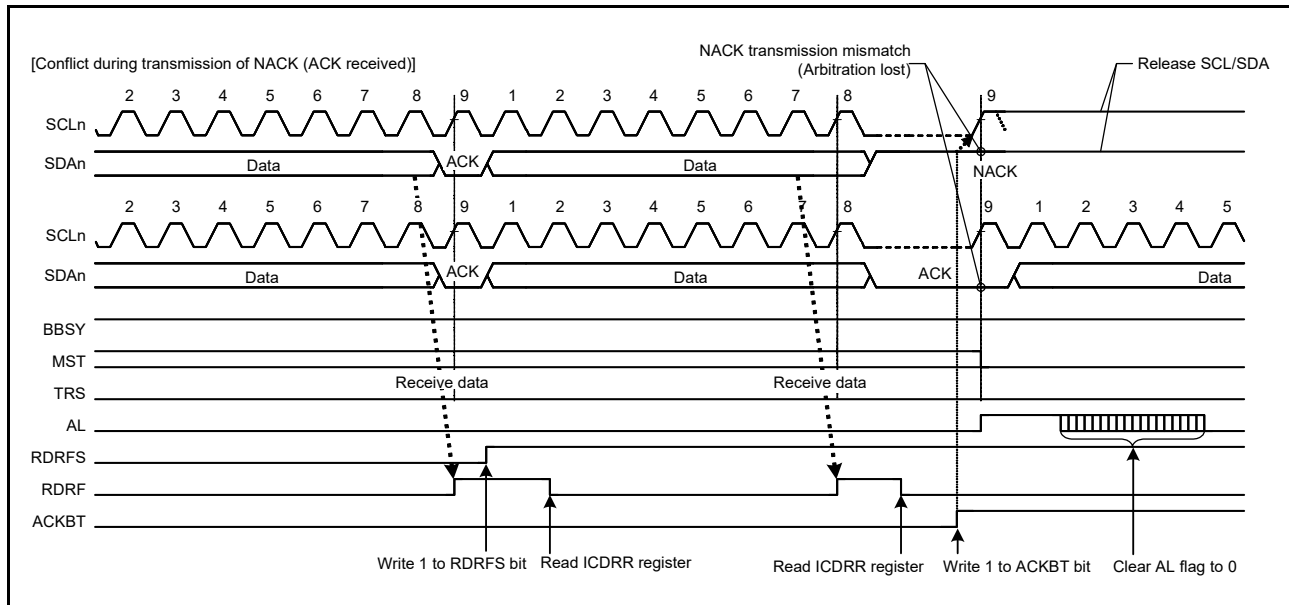 [Conflict during transmission of NACK (ACK received)]
NACK transmission mismatch
(Arbitration lost)
Release SCL/SDA
2 3 4 5 6 7 8 9 1 2 3 4 5 6 7 8 9
SCLn
SDAn
Data ACK Data NACK
2 3 4 5 6 7 8 9 1 2 3 4 5 6 7 8 9 1 2 3 4 5
SCLn
SDAn
Data ACK Data ACK Data
BBSY
MST
Receive data Receive data
TRS
AL
RDRFS
RDRF
ACKBT
Write 1 to RDRFS bit Read ICDRR register Read ICDRR register Write 1 to ACKBT bit Clear AL flag to 0